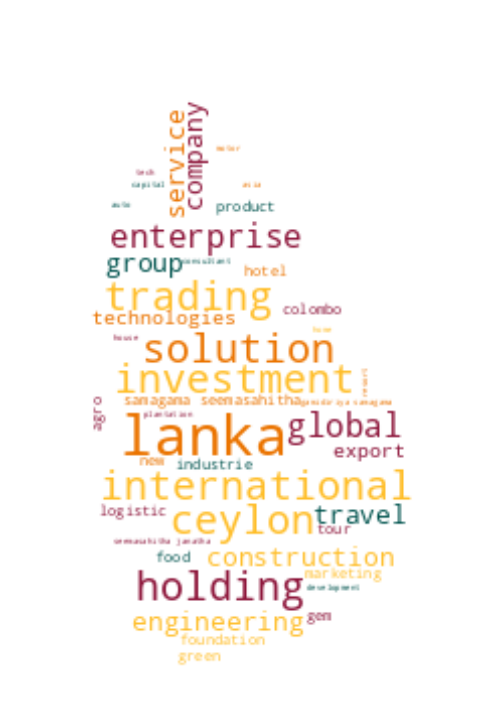 service
company
motor
tech
capital
asia
auto
product
enterprise
group
consultant
hotel
trading
colombo
technologies
home
house
solution
investment
resort
samagama seemasahitha
agro
plantation
lanka
global
export
new
industrie
international
logistic
ceylon
travel
tour
seemasahitha janatha
food
construction
marketing
holding
development
engineering
gem
foundation
green